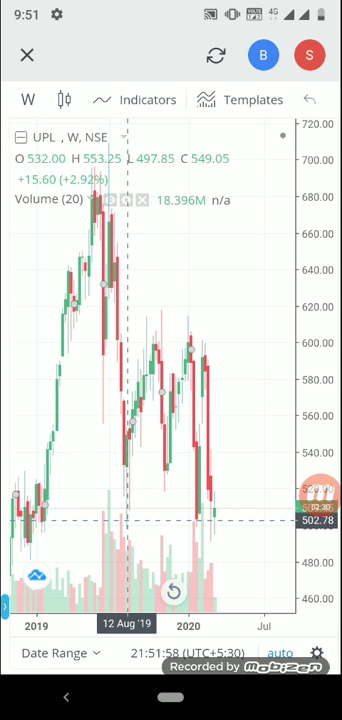 9:51
4G
B
S
W
Indicators
Templates
UPL , W, NSE
O 532.00 H 553.25 L 497.85 C 549.05
+15.60 (+2.92%)
Volume (20)
18.396M n/a
720.00
700.00
680.00
660.00
640.00
620.00
600.00
580.00
560.00
540.00
02:30
502.78
480.00
460.00
2019
12 Aug '19
2020
Jul
Date Range
21:51:58 (UTC+5:30)
auto
Recorded by Mobizen